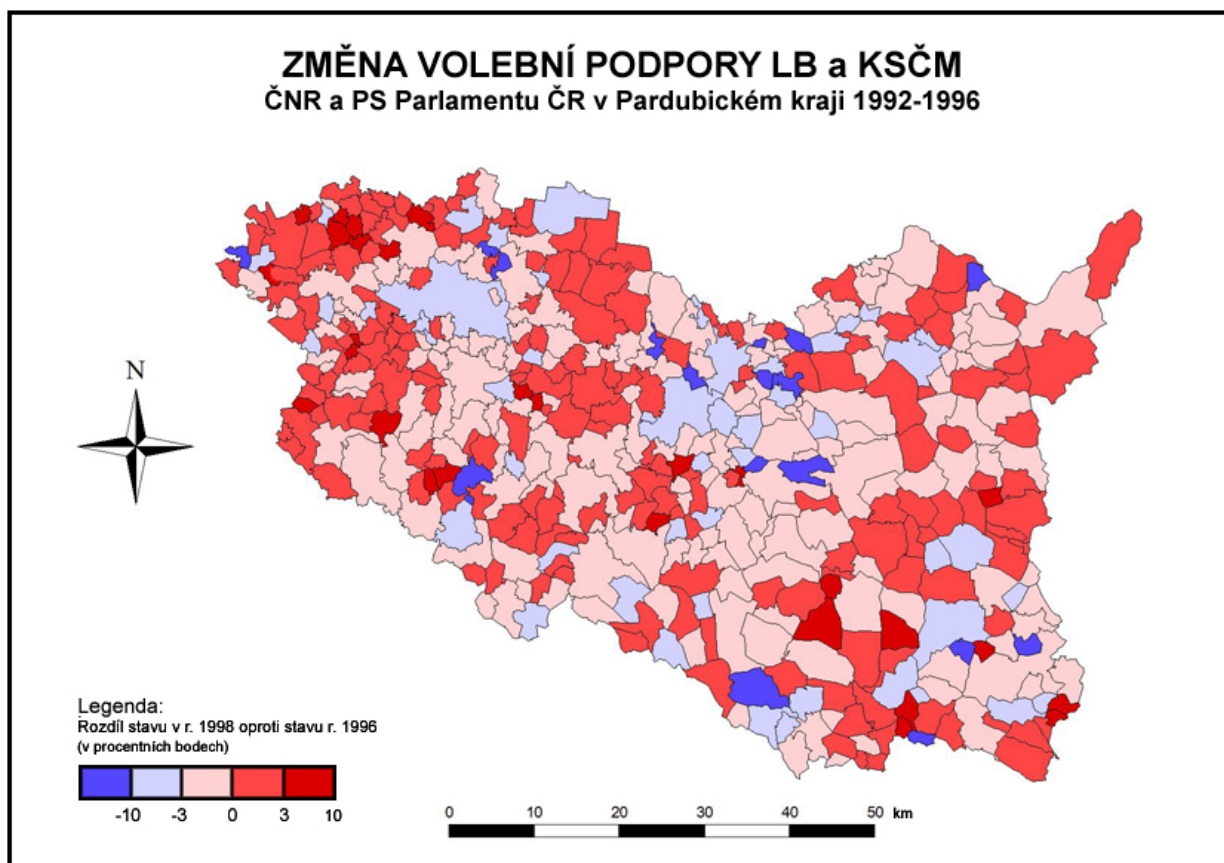 ZMĚNA VOLEBNÍ PODPORY LB a KSČM
ČNR a PS Parlamentu ČR v Pardubickém kraji 1992-1996
N
Legenda:
Rozdíl stavu v r. 1998 oproti stavu r. 1996
(v procentních bodech)
-10 -3 0 3 10
0 10 20 30 40 50 km